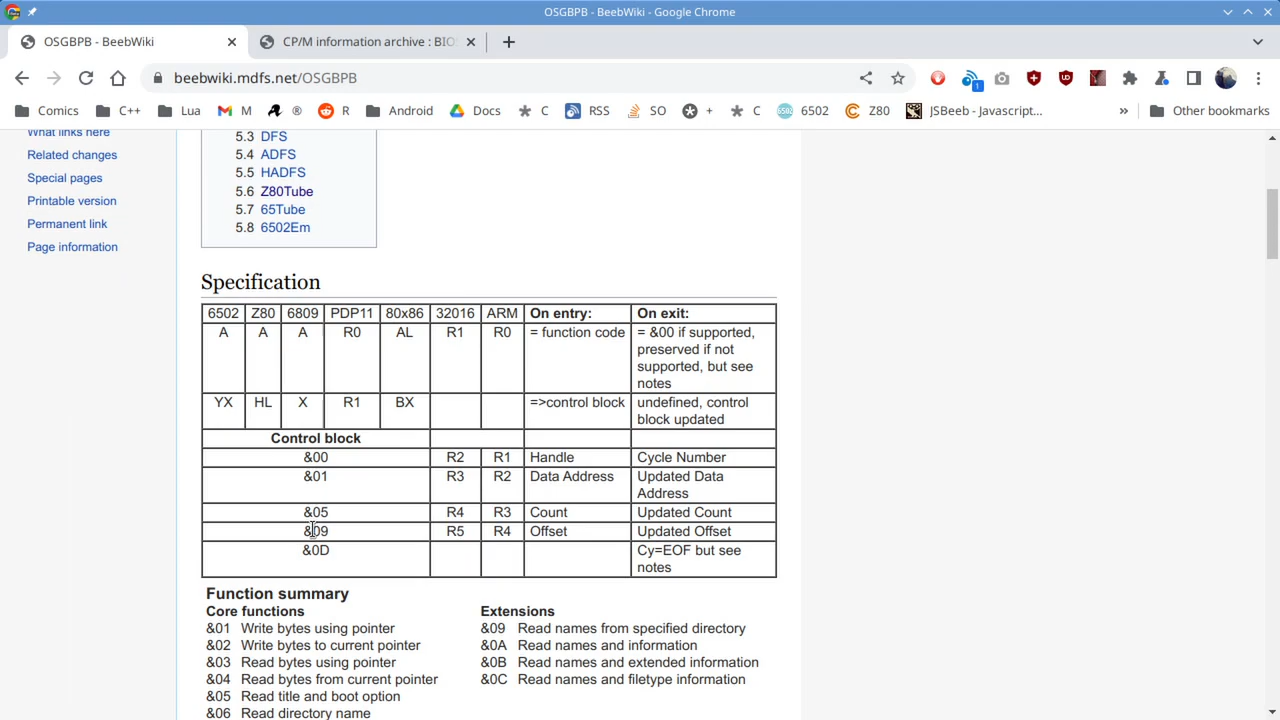 OSGBPB - BeebWiki - Google Chrome
OSGBPB - BeebWiki
CP/M information archive : BIO
beebwiki.mdfs.net/OSGBPB
1
Comics C++ Lua M ® R Android Docs C RSS SO + C 6502 Z80 JSBeeb - Javascript... » Other bookmarks
What links here
Related changes
Special pages
Printable version
Permanent link
Page information
5.3 DFS
5.4 ADFS
5.5 HADFS
5.6 Z80Tube
5.7 65Tube
5.8 6502Em
Specification
6502 Z80 6809 PDP11 80x86 32016 ARM On entry: On exit:
A A A R0 AL R1 R0 = function code = &00 if supported,
preserved if not
supported, but see
notes
YX HL X R1 BX =>control block undefined, control
block updated
Control block
&00 R2 R1 Handle Cycle Number
&01 R3 R2 Data Address Updated Data
Address
&05 R4 R3 Count Updated Count
&09 R5 R4 Offset Updated Offset
&0D Cy=EOF but see
notes
Function summary
Core functions
&01 Write bytes using pointer
&02 Write bytes to current pointer
&03 Read bytes using pointer
&04 Read bytes from current pointer
&05 Read title and boot option
&06 Read directory name
Extensions
&09 Read names from specified directory
&0A Read names and information
&0B Read names and extended information
&0C Read names and filetype information